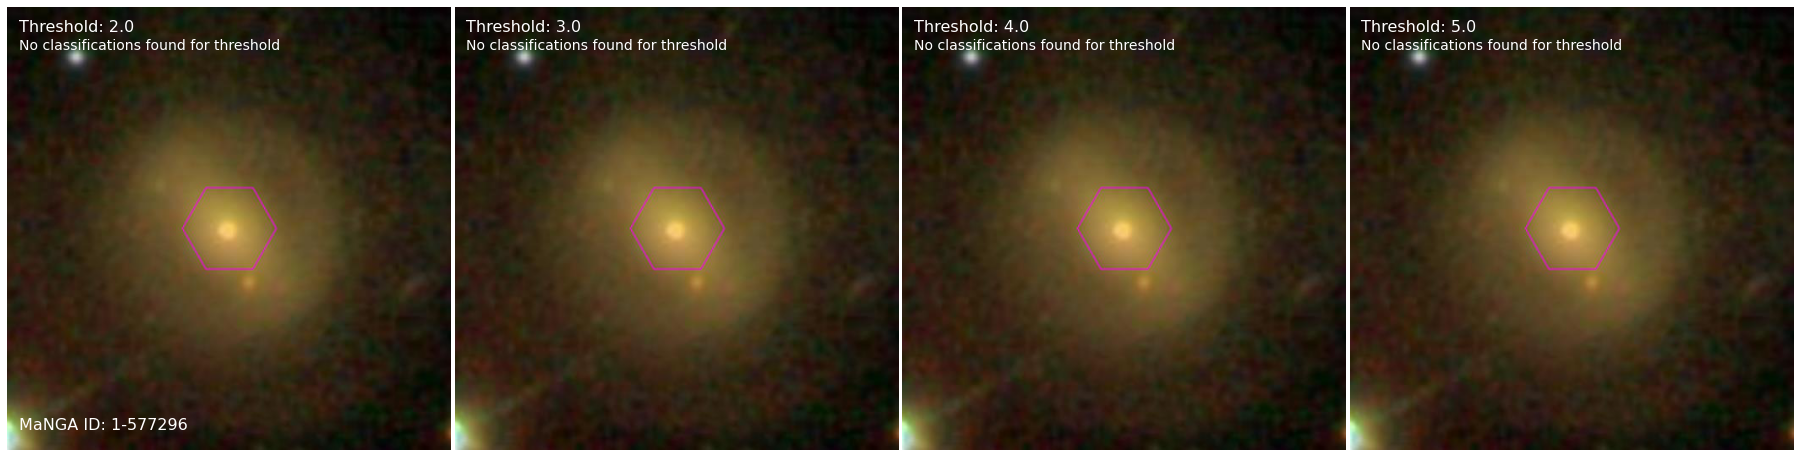 Threshold: 2.0
No classifications found for threshold
MaNGA ID: 1-577296
Threshold: 3.0
No classifications found for threshold
Threshold: 4.0
No classifications found for threshold
Threshold: 5.0
No classifications found for threshold